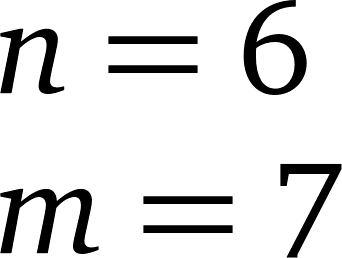 n = 6
m = 7